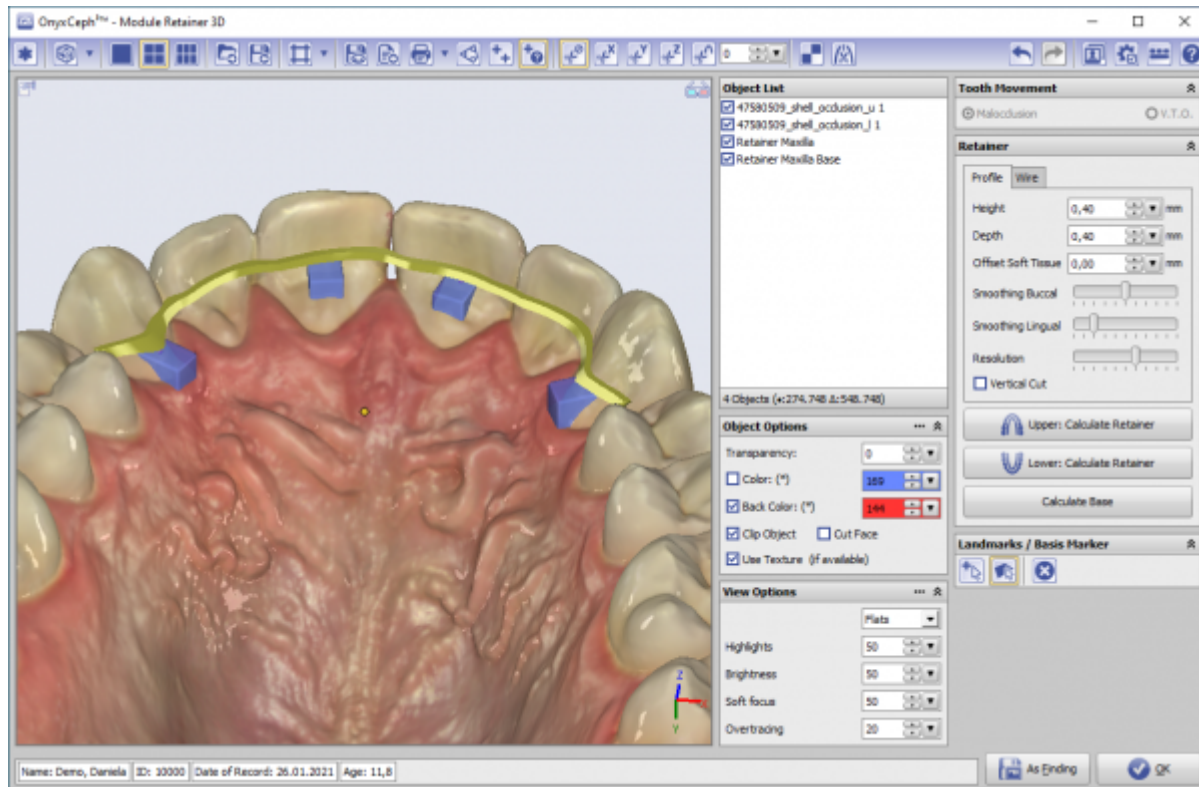 OnyxCeph³™ - Module Retainer 3D
0
Object List
47580509_shell_occlusion_u 1
47580509_shell_occlusion_l 1
Retainer Maxilla
Retainer Maxilla Base
4 Objects (+:274.748 Δ:548.748)
Object Options
Transparency: 0
Color: (*) 169
Back Color: (*) 144
Clip Object Cut Face
Use Texture (if available)
View Options
Plots
Highlights 50
Brightness 50
Soft focus 50
Overtracing 20
Tooth Movement
Malocclusion V.T.O.
Retainer
Profile Wire
Height 0,40 mm
Depth 0,40 mm
Offset Soft Tissue 0,00 mm
Smoothing Buccal
Smoothing Lingual
Resolution
Vertical Cut
Upper: Calculate Retainer
Lower: Calculate Retainer
Calculate Base
Landmarks / Basis Marker
Z
X
Y
Name: Demo, Daniela ID: 10000 Date of Record: 26.01.2021 Age: 11,8
As Finding OK